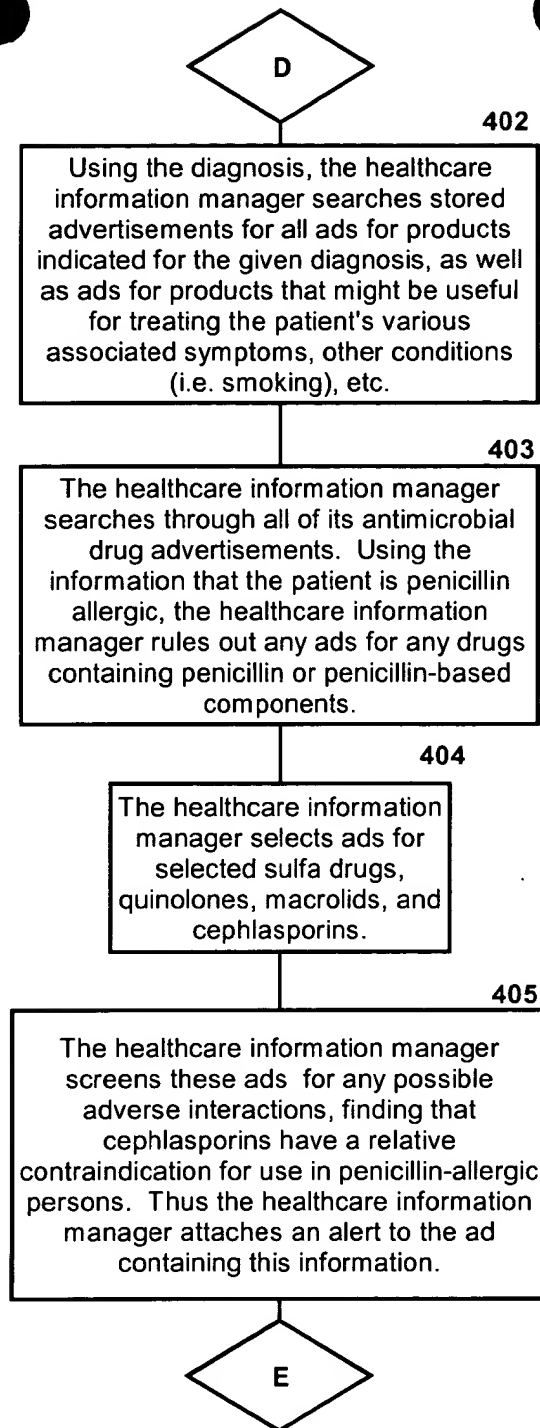 D
402
Using the diagnosis, the healthcare
information manager searches stored
advertisements for all ads for products
indicated for the given diagnosis, as well
as ads for products that might be useful
for treating the patient's various
associated symptoms, other conditions
(i.e. smoking), etc.
403
The healthcare information manager
searches through all of its antimicrobial
drug advertisements. Using the
information that the patient is penicillin
allergic, the healthcare information
manager rules out any ads for any drugs
containing penicillin or penicillin-based
components.
404
The healthcare information
manager selects ads for
selected sulfa drugs,
quinolones, macrolids, and
cephlasporins.
405
The healthcare information manager
screens these ads for any possible
adverse interactions, finding that
cephlasporins have a relative
contraindication for use in penicillin-allergic
persons. Thus the healthcare information
manager attaches an alert to the ad
containing this information.
E